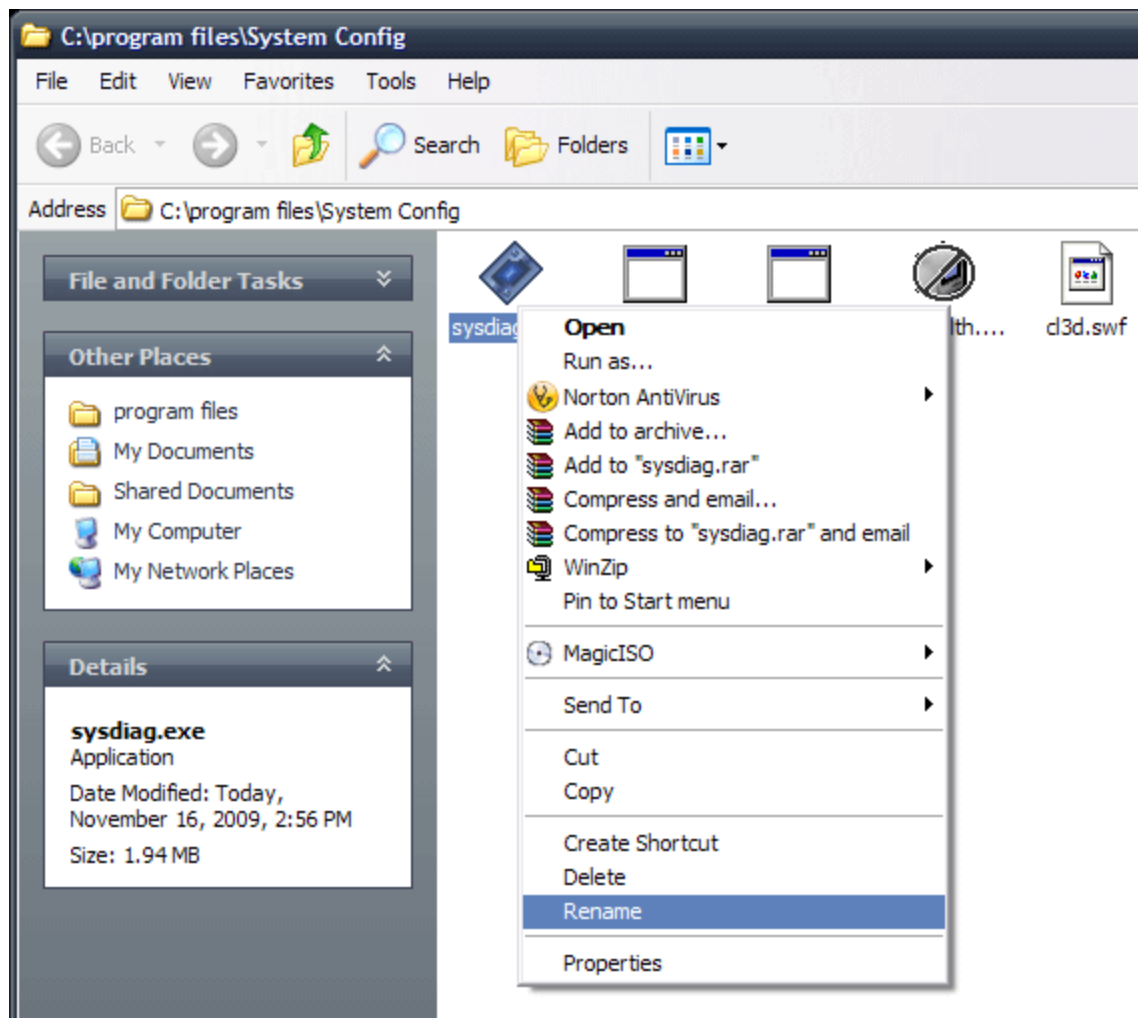 C:\program files\System Config
File Edit View Favorites Tools Help
Back Search Folders
Address C:\program files\System Config
File and Folder Tasks
Other Places
program files
My Documents
Shared Documents
My Computer
My Network Places
Details
sysdiag.exe
Application
Date Modified: Today,
November 16, 2009, 2:56 PM
Size: 1.94 MB
sysdiag
lth....
cl3d.swf
Open
Run as...
Norton AntiVirus
Add to archive...
Add to "sysdiag.rar"
Compress and email...
Compress to "sysdiag.rar" and email
WinZip
Pin to Start menu
MagicISO
Send To
Cut
Copy
Create Shortcut
Delete
Rename
Properties